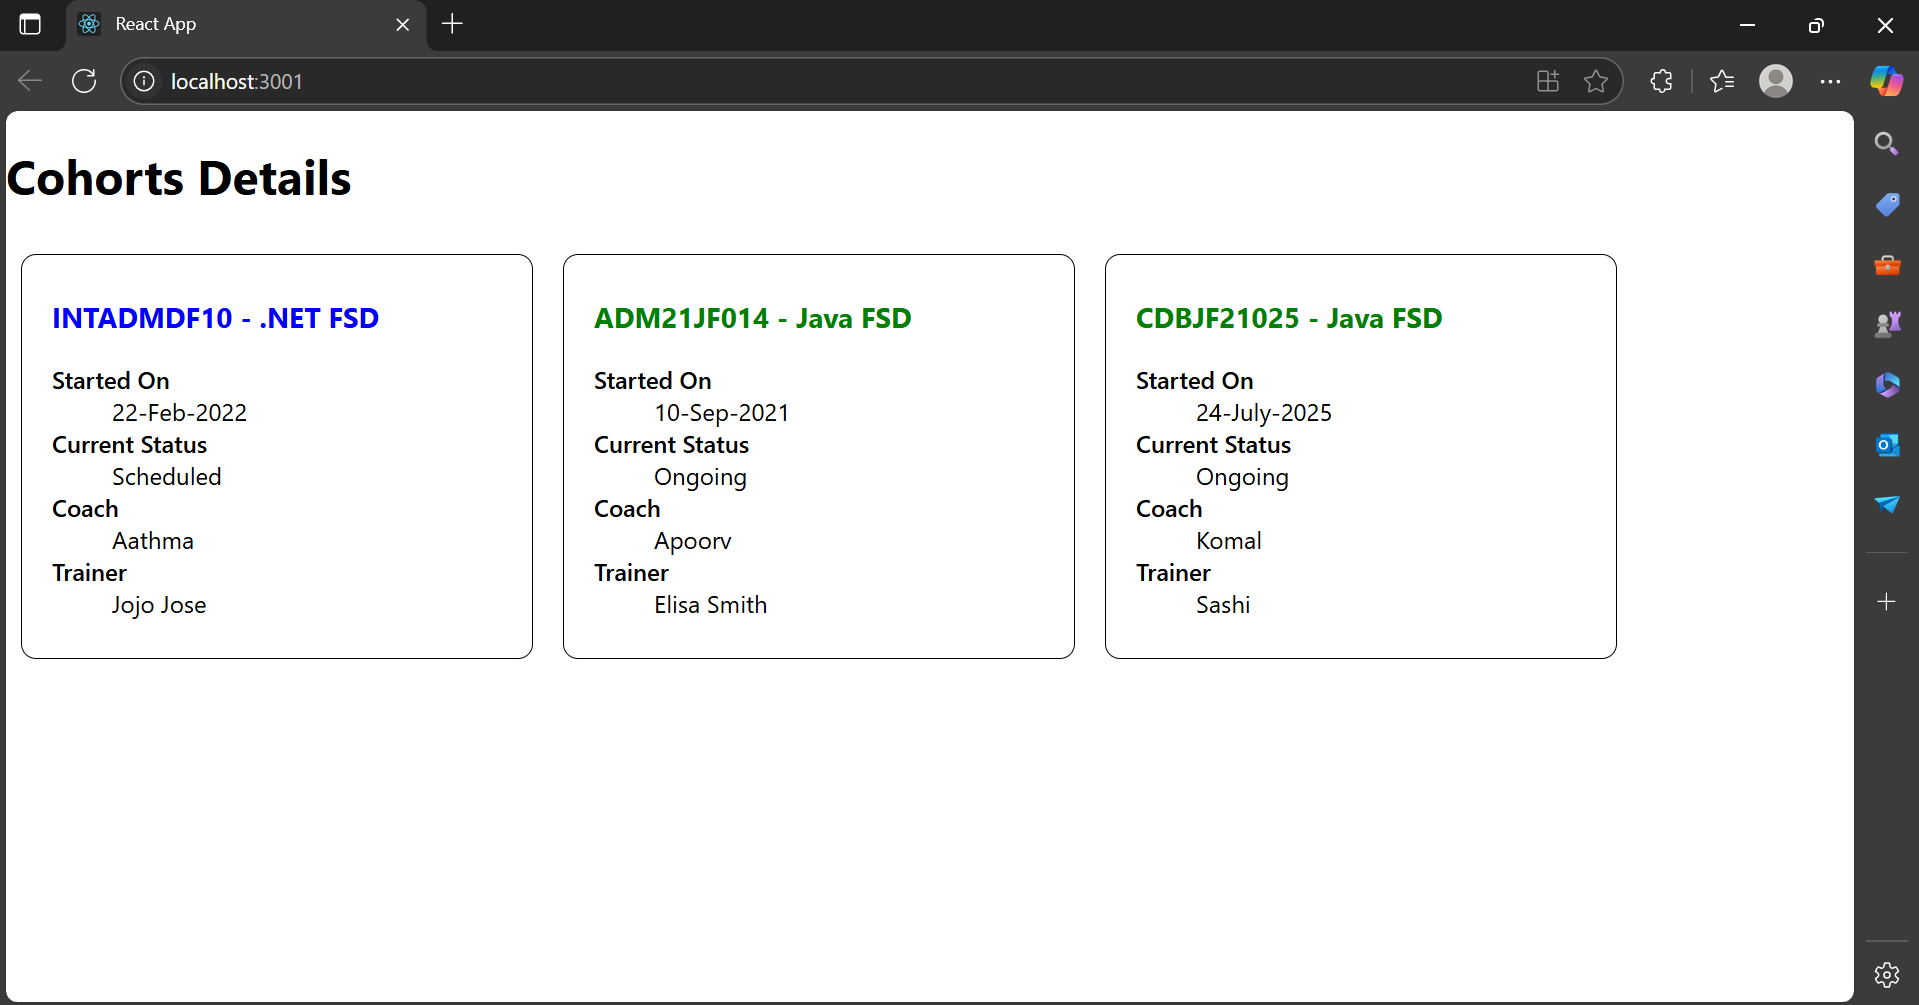 React App
localhost:3001
Cohorts Details
INTADMDF10 - .NET FSD
Started On
22-Feb-2022
Current Status
Scheduled
Coach
Aathma
Trainer
Jojo Jose
ADM21JF014 - Java FSD
Started On
10-Sep-2021
Current Status
Ongoing
Coach
Apoorv
Trainer
Elisa Smith
CDBJF21025 - Java FSD
Started On
24-July-2025
Current Status
Ongoing
Coach
Komal
Trainer
Sashi